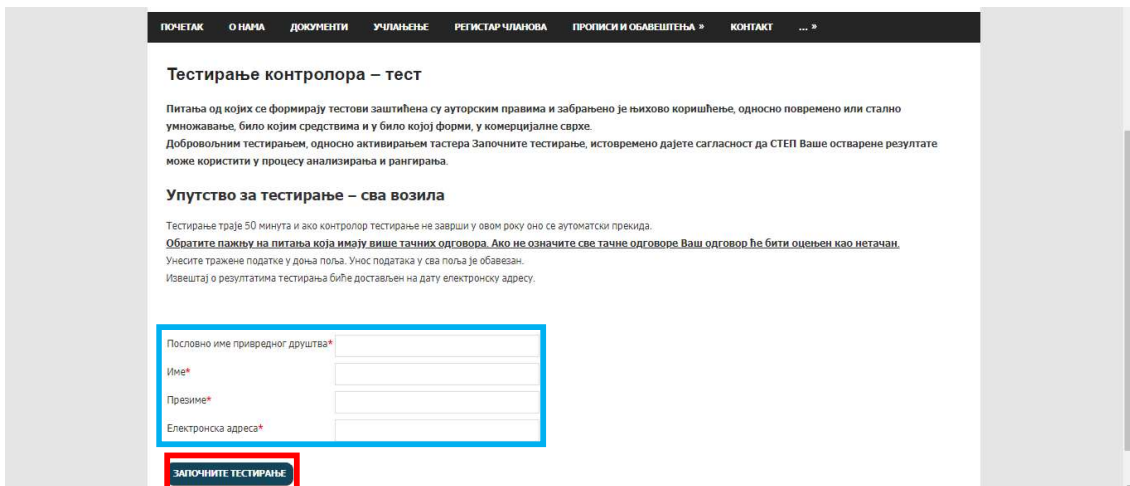 ПОЧЕТАК О НАМА ДОКУМЕНТИ УЧЛАЊЕЊЕ РЕГИСТАР ЧЛАНОВА ПРОПИСИ И ОБАВЕШТЕЊА » КОНТАКТ ... »
Тестирање контролора – тест
Питања од којих се формирају тестови заштићена су ауторским правима и забрањено је њихово коришћење, односно повремено или стално
умножавање, било којим средствима и у било којој форми, у комерцијалне сврхе.
Добровољним тестирањем, односно активирањем тастера Започните тестирање, истовремено дајете сагласност да СТЕП Ваше остварене резултате
може користити у процесу анализирања и рангирања.
Упутство за тестирање – сва возила
Тестирање траје 50 минута и ако контролор тестирање не заврши у овом року оно се аутоматски прекида.
Обратите пажњу на питања која имају више тачних одговора. Ако не означите све тачне одговоре Ваш одговор ће бити оцењен као нетачан.
Унесите тражене податке у доња поља. Унос података у сва поља је обавезан.
Извештај о резултатима тестирања биће достављен на дату електронску адресу.
Пословно име привредног друштва*
Име*
Презиме*
Електронска адреса*
ЗАПОЧНИТЕ ТЕСТИРАЊЕ